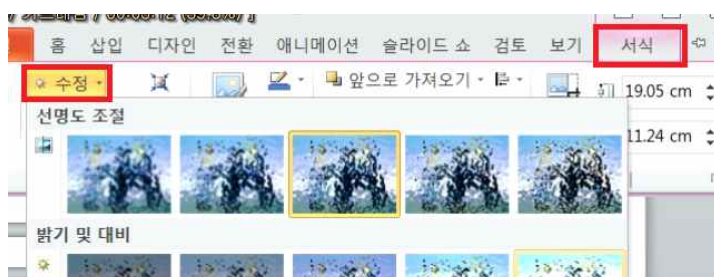 홈 삽입 디자인 전환 애니메이션 슬라이드 쇼 검토 보기 서식
수정 앞으로 가져오기 19.05 cm
선명도 조절 11.24 cm
밝기 및 대비